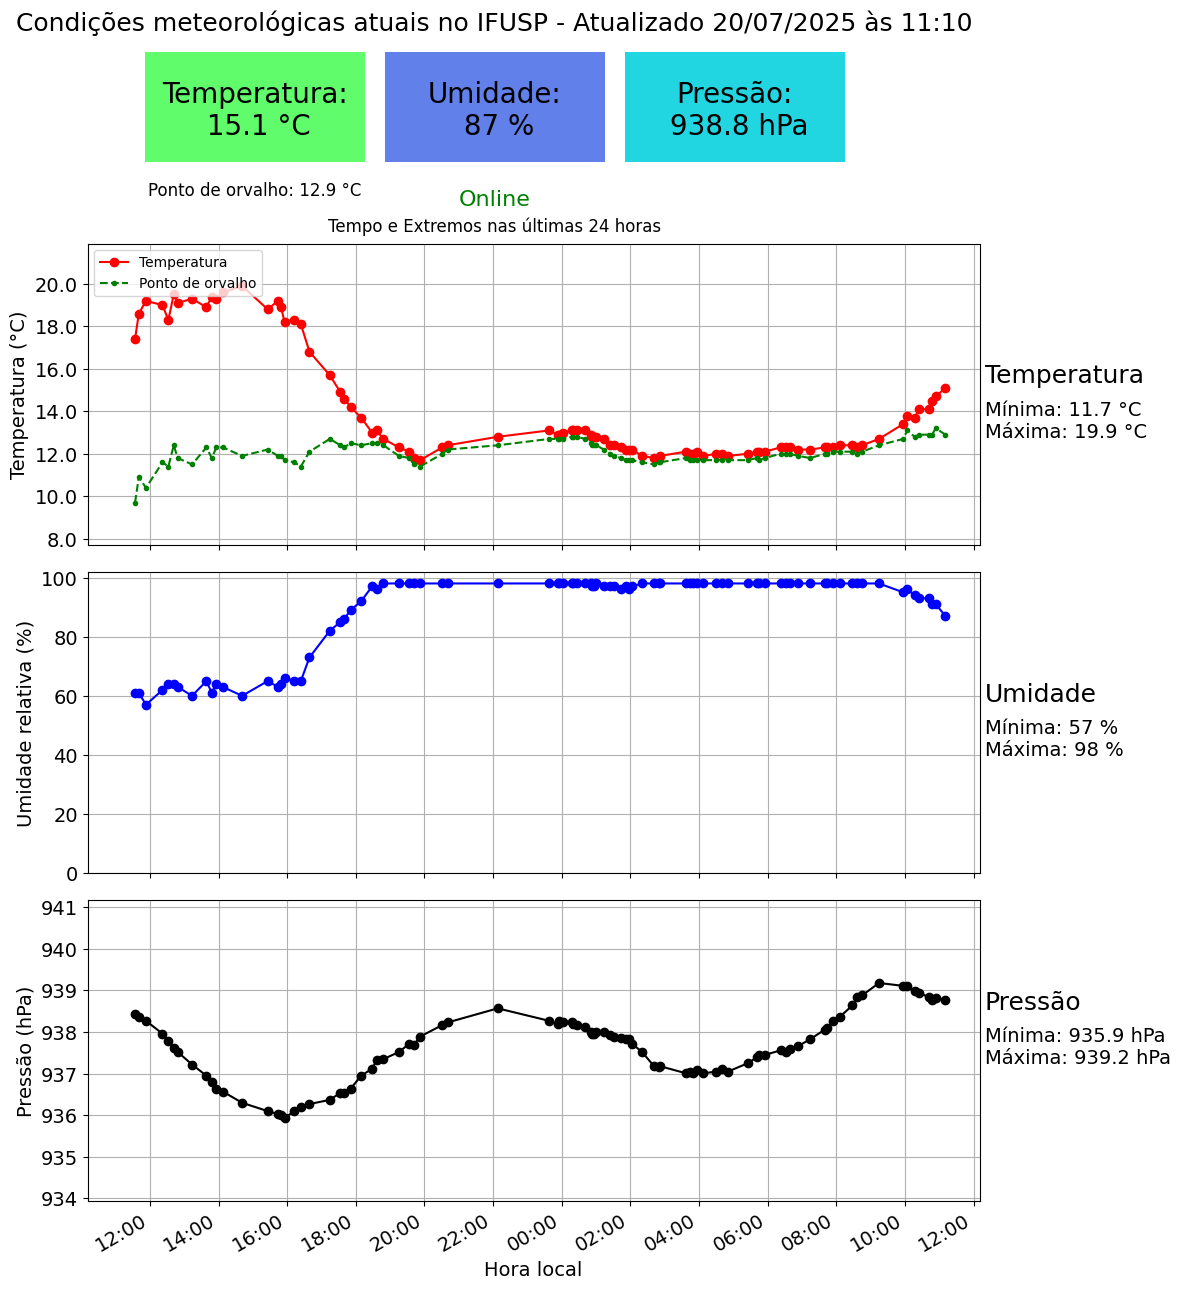 Condições meteorológicas atuais no IFUSP - Atualizado 20/07/2025 às 11:10
Temperatura:
15.1 °C
Umidade:
87 %
Pressão:
938.8 hPa
Ponto de orvalho: 12.9 °C
Online
Tempo e Extremos nas últimas 24 horas
Temperatura
Ponto de orvalho
Temperatura (°C)
20.0
18.0
16.0
14.0
12.0
10.0
8.0
Temperatura
Mínima: 11.7 °C
Máxima: 19.9 °C
Umidade relativa (%)
100
80
60
40
20
0
Umidade
Mínima: 57 %
Máxima: 98 %
Pressão (hPa)
941
940
939
938
937
936
935
934
Pressão
Mínima: 935.9 hPa
Máxima: 939.2 hPa
12:00 14:00 16:00 18:00 20:00 22:00 00:00 02:00 04:00 06:00 08:00 10:00 12:00
Hora local